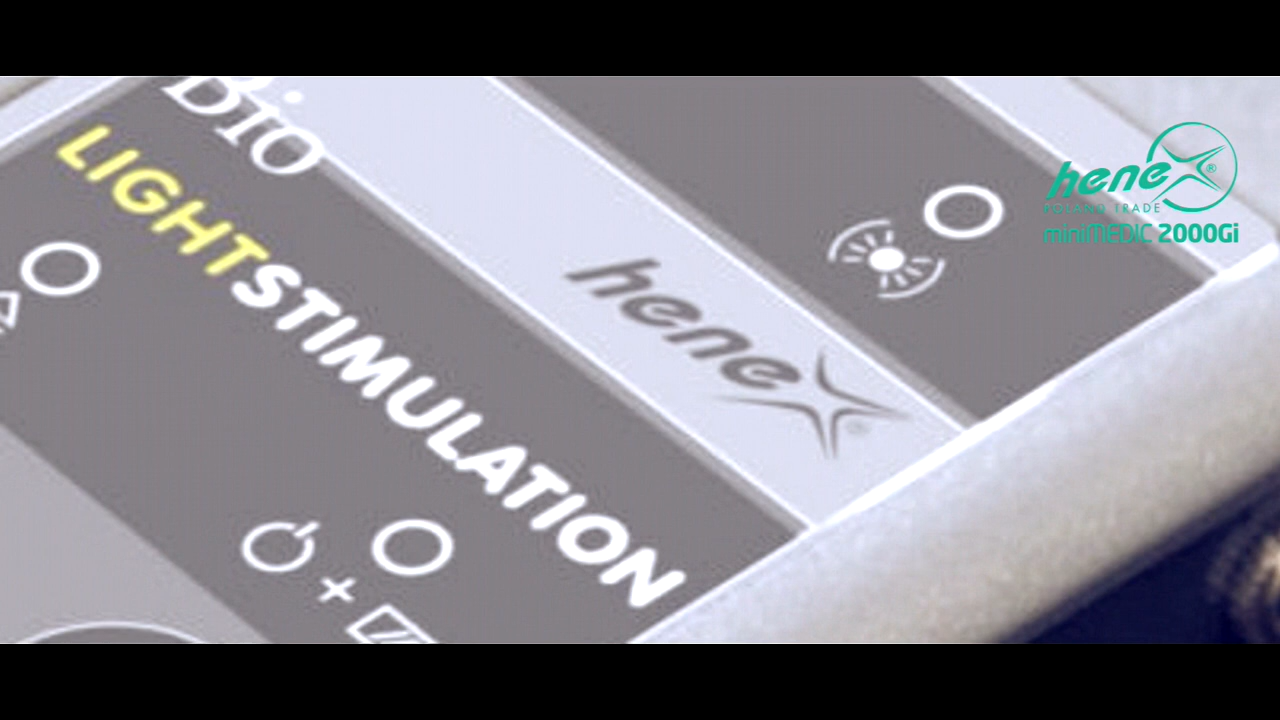 BIO
LIGHTSTIMULATION
henex®
henex®
POLAND TRADE
miniMEDIC 2000Gi